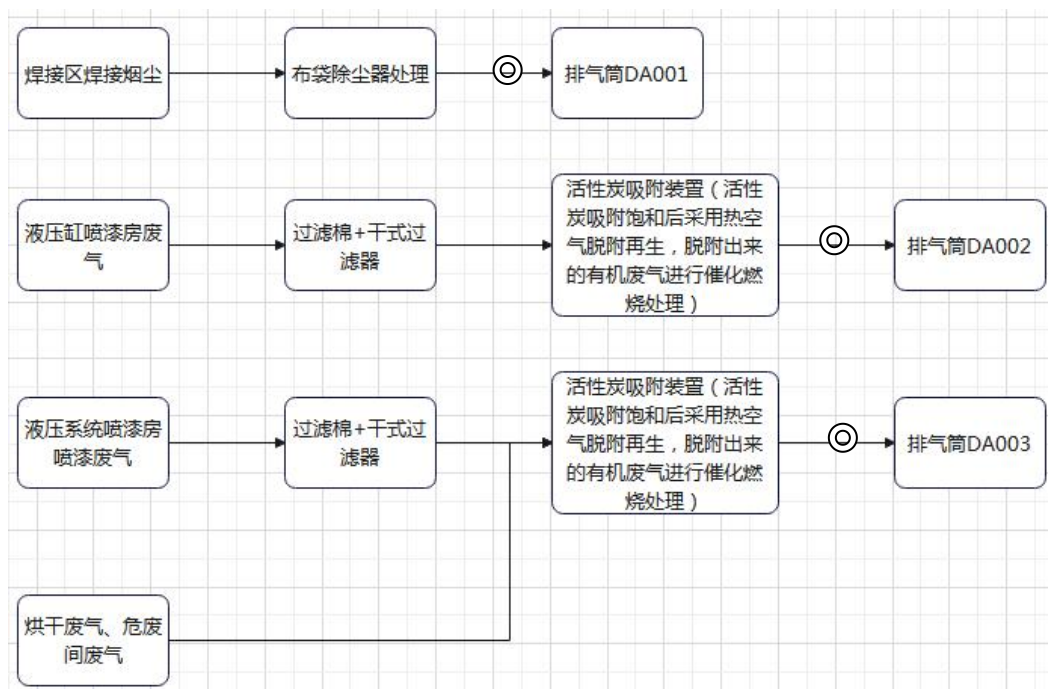 焊接区焊接烟尘
布袋除尘器处理
排气筒DA001
液压缸喷漆房废
气
过滤棉+干式过
滤器
活性炭吸附装置（活性
炭吸附饱和后采用热空
气脱附再生，脱附出来
的有机废气进行催化燃
烧处理）
排气筒DA002
液压系统喷漆房
喷漆废气
过滤棉+干式过
滤器
活性炭吸附装置（活性
炭吸附饱和后采用热空
气脱附再生，脱附出来
的有机废气进行催化燃
烧处理）
排气筒DA003
烘干废气、危废
间废气